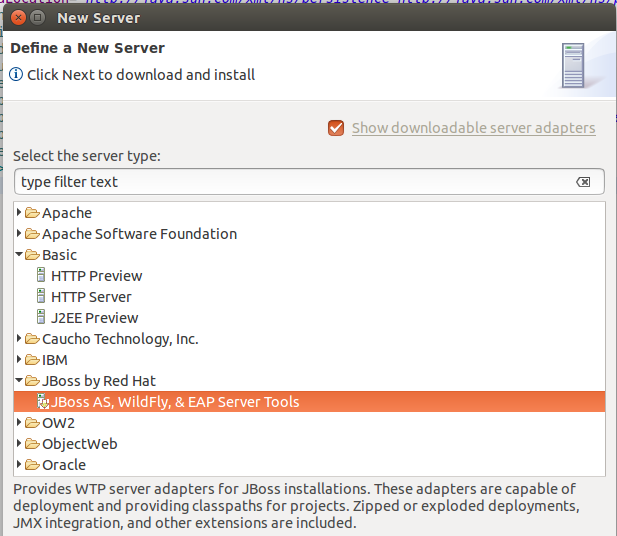 New Server
Define a New Server
Click Next to download and install
Show downloadable server adapters
Select the server type:
type filter text
Apache
Apache Software Foundation
Basic
HTTP Preview
HTTP Server
J2EE Preview
Caucho Technology, Inc.
IBM
JBoss by Red Hat
JBoss AS, WildFly, & EAP Server Tools
OW2
ObjectWeb
Oracle
Provides WTP server adapters for JBoss installations. These adapters are capable of
deployment and providing classpaths for projects. Zipped or exploded deployments,
JMX integration, and other extensions are included.